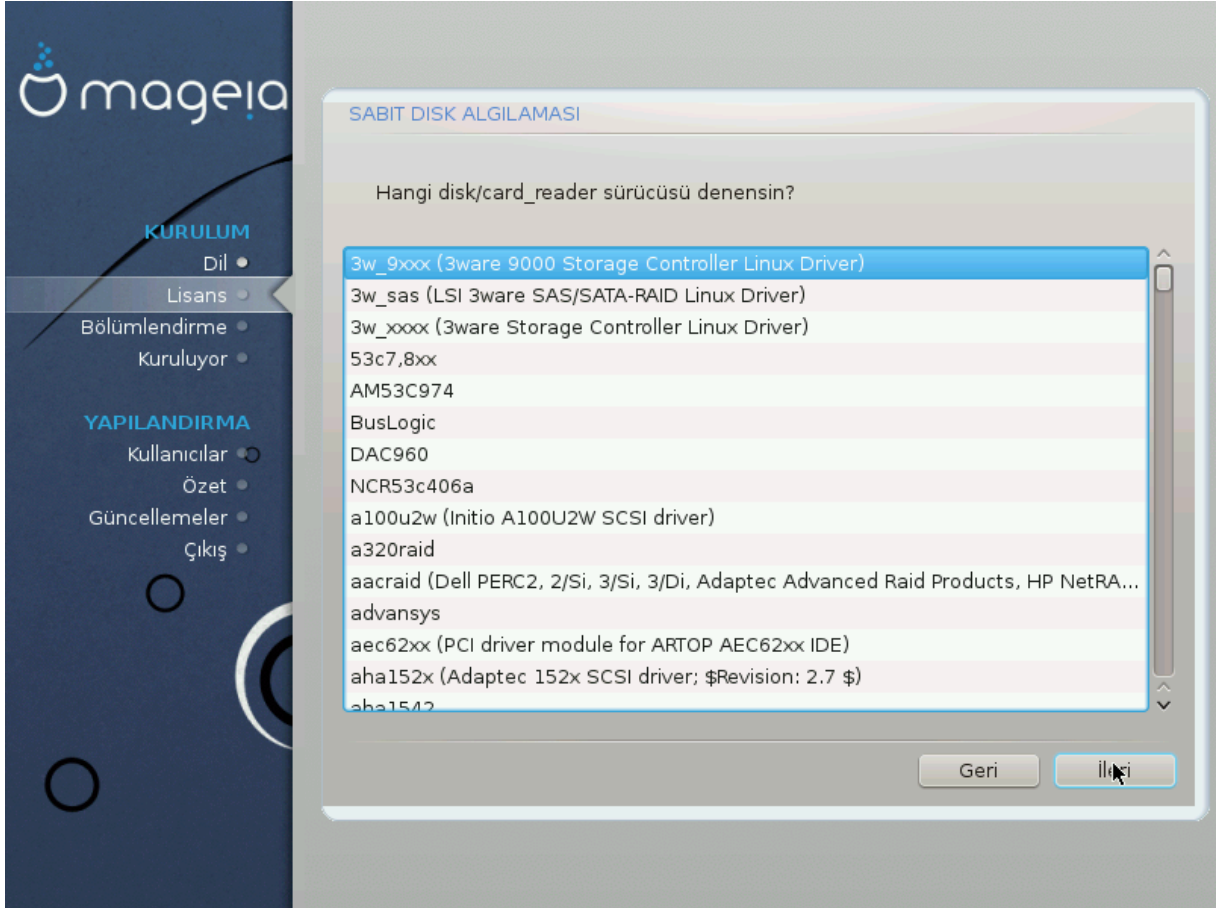 mageia
KURULUM
Dil
Lisans
Bölümlendirme
Kuruluyor
YAPILANDIRMA
Kullanıcılar
Özet
Güncellemeler
Çıkış
SABIT DISK ALGILAMASI
Hangi disk/card_reader sürücüsü denensin?
3w_9xxx (3ware 9000 Storage Controller Linux Driver)
3w_sas (LSI 3ware SAS/SATA-RAID Linux Driver)
3w_xxxx (3ware Storage Controller Linux Driver)
53c7,8xx
AM53C974
BusLogic
DAC960
NCR53c406a
a100u2w (Initio A100U2W SCSI driver)
a320raid
aacraid (Dell PERC2, 2/Si, 3/Si, 3/Di, Adaptec Advanced Raid Products, HP NetRA...
advansys
aec62xx (PCI driver module for ARTOP AEC62xx IDE)
aha152x (Adaptec 152x SCSI driver; $Revision: 2.7 $)
aha1542
Geri
İleri